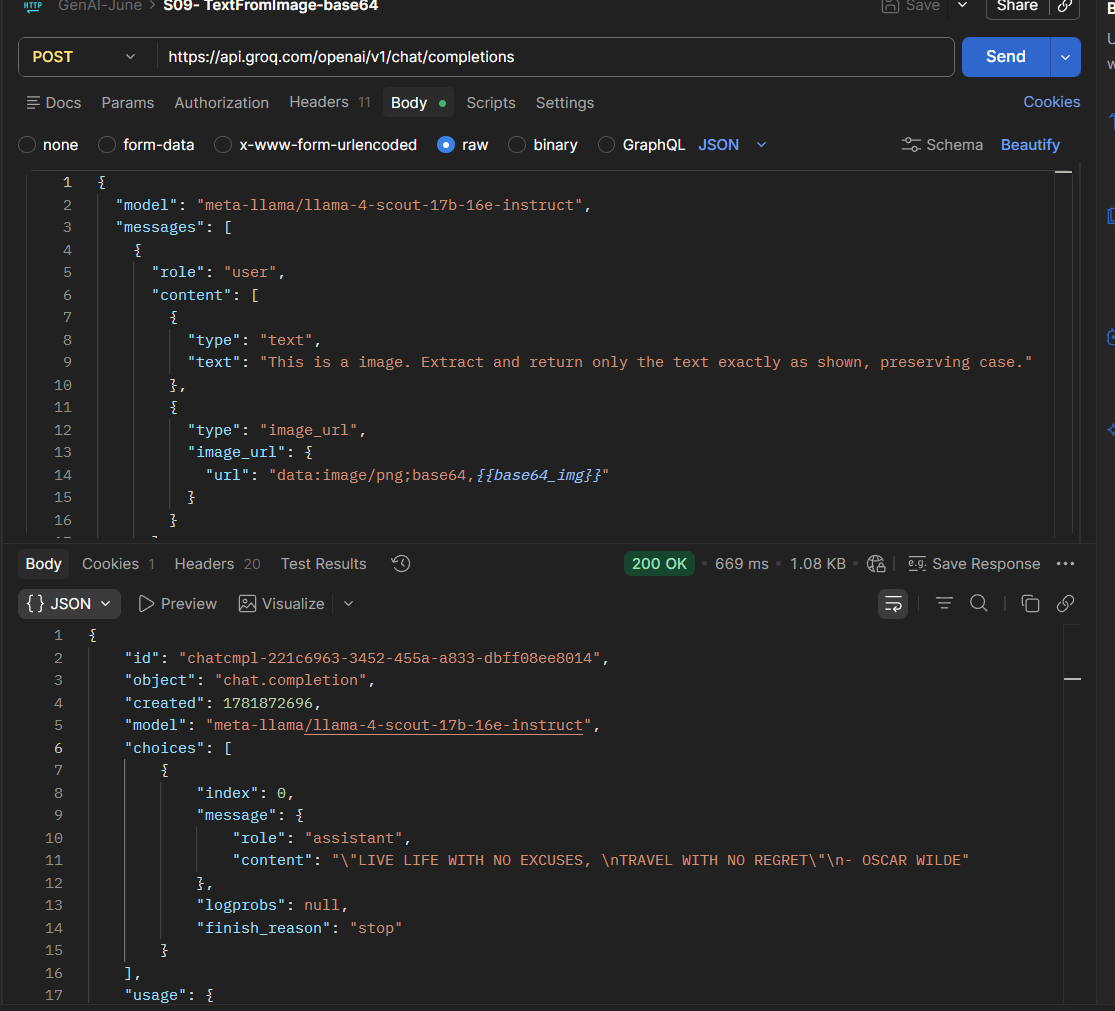 HTTP GenAI-June > S09- TextFromImage-base64 Save Share
POST https://api.groq.com/openai/v1/chat/completions Send
Docs Params Authorization Headers 11 Body Scripts Settings Cookies
none form-data x-www-form-urlencoded raw binary GraphQL JSON Schema Beautify
1 {
2 "model": "meta-llama/llama-4-scout-17b-16e-instruct",
3 "messages": [
4 {
5 "role": "user",
6 "content": [
7 {
8 "type": "text",
9 "text": "This is a image. Extract and return only the text exactly as shown, preserving case."
10 },
11 {
12 "type": "image_url",
13 "image_url": {
14 "url": "data:image/png;base64,{{base64_img}}"
15 }
16 }
Body Cookies 1 Headers 20 Test Results 200 OK • 669 ms • 1.08 KB • e.g. Save Response •••
{} JSON Preview Visualize
1 {
2 "id": "chatcmpl-221c6963-3452-455a-a833-dbff08ee8014",
3 "object": "chat.completion",
4 "created": 1781872696,
5 "model": "meta-llama/llama-4-scout-17b-16e-instruct",
6 "choices": [
7 {
8 "index": 0,
9 "message": {
10 "role": "assistant",
11 "content": "\"LIVE LIFE WITH NO EXCUSES, \nTRAVEL WITH NO REGRET\"\n- OSCAR WILDE"
12 },
13 "logprobs": null,
14 "finish_reason": "stop"
15 }
16 ],
17 "usage": {